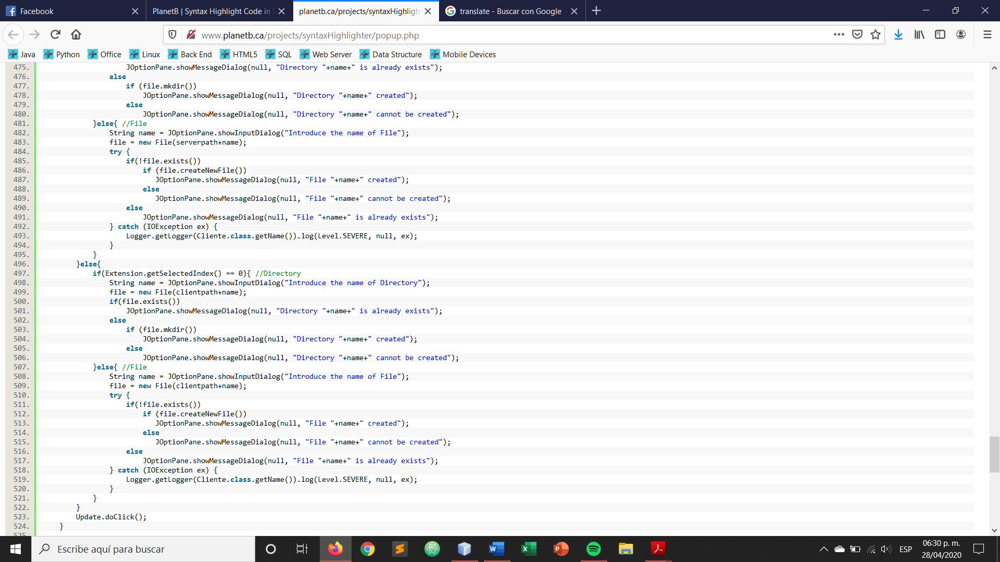 Facebook
PlanetB | Syntax Highlight Code in
planetb.ca/projects/syntaxHighligh
translate - Buscar con Google
www.planetb.ca/projects/syntaxHighlighter/popup.php
Java Python Office Linux Back End HTML5 SQL Web Server Data Structure Mobile Devices
475. JOptionPane.showMessageDialog(null, "Directory "+name+" is already exists");
476. else
477. if (file.mkdir())
478. JOptionPane.showMessageDialog(null, "Directory "+name+" created");
479. else
480. JOptionPane.showMessageDialog(null, "Directory "+name+" cannot be created");
481. }else{ //File
482. String name = JOptionPane.showInputDialog("Introduce the name of File");
483. file = new File(serverpath+name);
484. try {
485. if(!file.exists())
486. if (file.createNewFile())
487. JOptionPane.showMessageDialog(null, "File "+name+" created");
488. else
489. JOptionPane.showMessageDialog(null, "File "+name+" cannot be created");
490. else
491. JOptionPane.showMessageDialog(null, "File "+name+" is already exists");
492. } catch (IOException ex) {
493. Logger.getLogger(Cliente.class.getName()).log(Level.SEVERE, null, ex);
494. }
495. }
496. }else{
497. if(Extension.getSelectedIndex() == 0){ //Directory
498. String name = JOptionPane.showInputDialog("Introduce the name of Directory");
499. file = new File(clientpath+name);
500. if(file.exists())
501. JOptionPane.showMessageDialog(null, "Directory "+name+" is already exists");
502. else
503. if (file.mkdir())
504. JOptionPane.showMessageDialog(null, "Directory "+name+" created");
505. else
506. JOptionPane.showMessageDialog(null, "Directory "+name+" cannot be created");
507. }else{ //File
508. String name = JOptionPane.showInputDialog("Introduce the name of File");
509. file = new File(clientpath+name);
510. try {
511. if(!file.exists())
512. if (file.createNewFile())
513. JOptionPane.showMessageDialog(null, "File "+name+" created");
514. else
515. JOptionPane.showMessageDialog(null, "File "+name+" cannot be created");
516. else
517. JOptionPane.showMessageDialog(null, "File "+name+" is already exists");
518. } catch (IOException ex) {
519. Logger.getLogger(Cliente.class.getName()).log(Level.SEVERE, null, ex);
520. }
521. }
522. }
523. Update.doClick();
524. }
525.
Escribe aquí para buscar
ESP
06:30 p. m.
28/04/2020